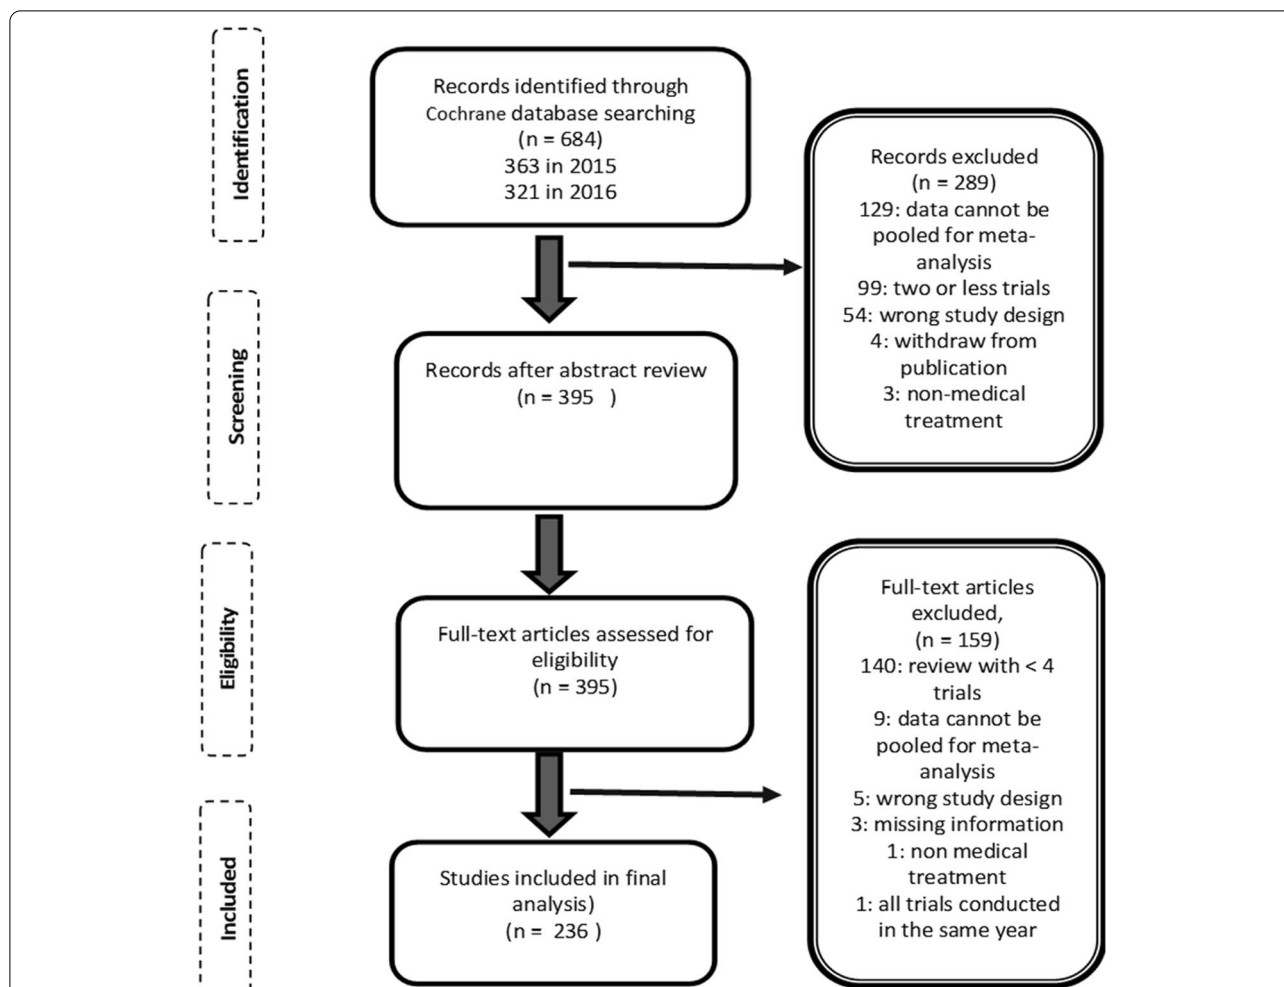 Identification
Records identified through
Cochrane database searching
(n = 684)
363 in 2015
321 in 2016
Records excluded
(n = 289)
129: data cannot be
pooled for meta-
analysis
99: two or less trials
54: wrong study design
4: withdraw from
publication
3: non-medical
treatment
Screening
Records after abstract review
(n = 395   )
Eligibility
Full-text articles assessed for
eligibility
(n = 395)
Full-text articles
excluded,
(n = 159)
140: review with < 4
trials
9: data cannot be
pooled for meta-
analysis
5: wrong study design
3: missing information
1: non medical
treatment
1: all trials conducted
in the same year
Included
Studies included in final
analysis)
(n =  236 )